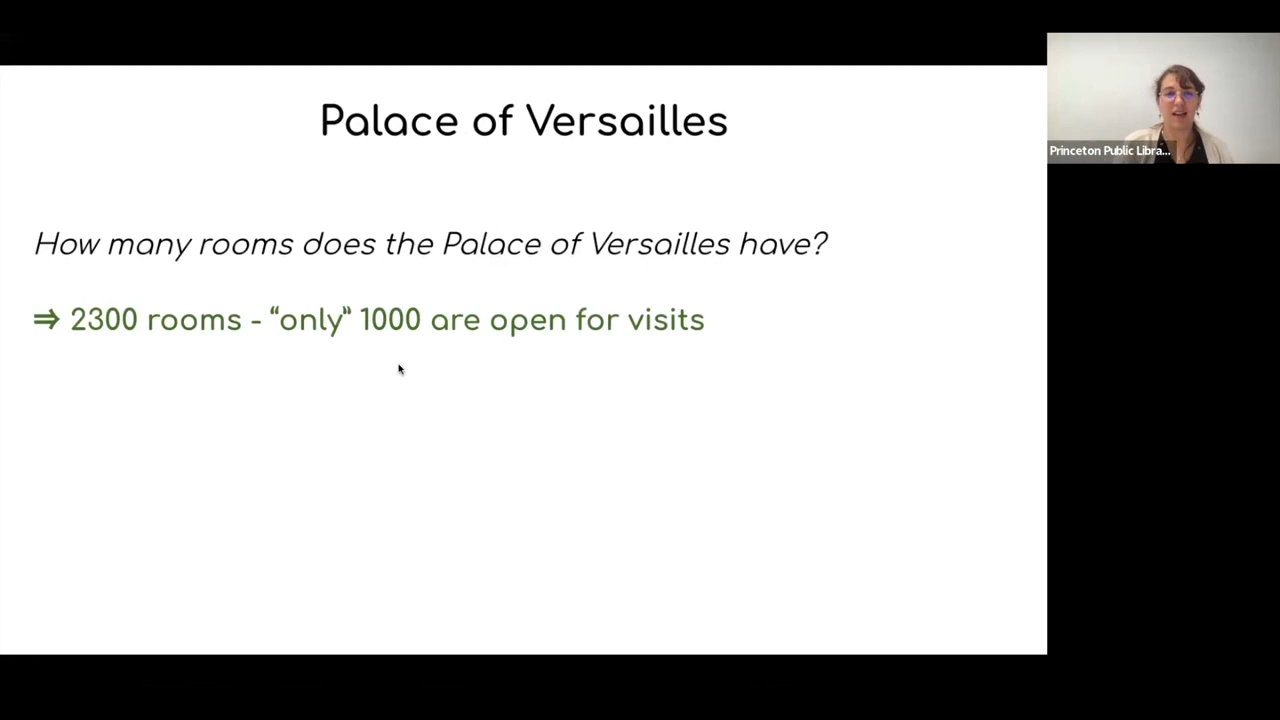 Palace of Versailles
How many rooms does the Palace of Versailles have?
⇒ 2300 rooms - “only” 1000 are open for visits
Princeton Public Libra...